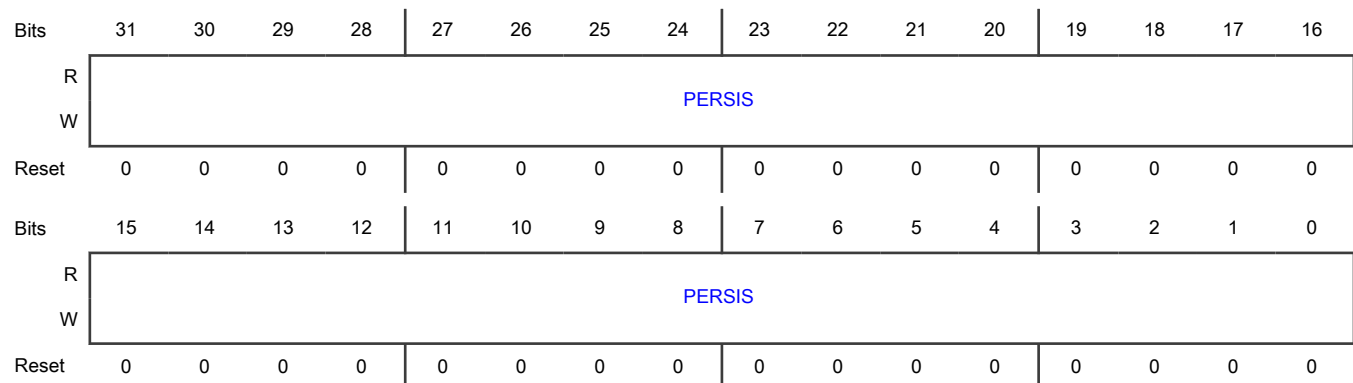 Bits 31 30 29 28 27 26 25 24 23 22 21 20 19 18 17 16
R
PERSIS
W
Reset 0 0 0 0 0 0 0 0 0 0 0 0 0 0 0 0
Bits 15 14 13 12 11 10 9 8 7 6 5 4 3 2 1 0
R
PERSIS
W
Reset 0 0 0 0 0 0 0 0 0 0 0 0 0 0 0 0